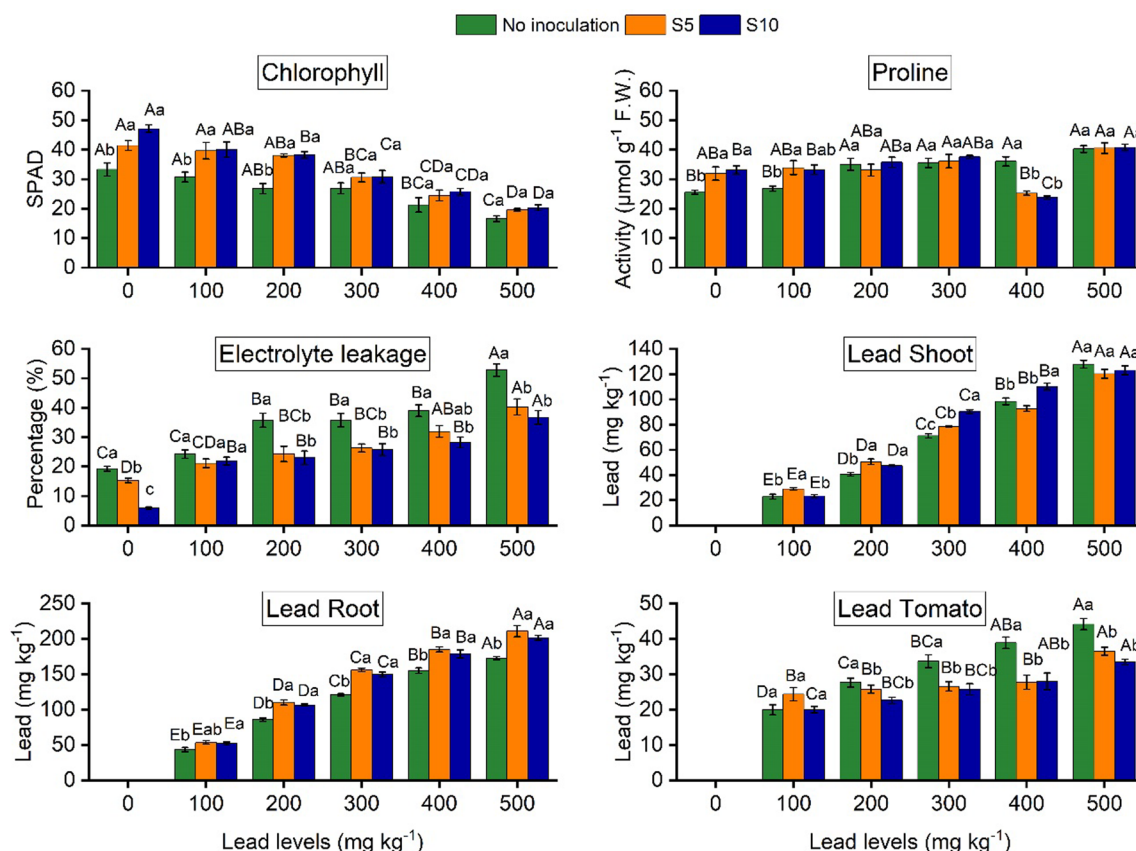 No inoculation S5 S10
Chlorophyll
SPAD
60
50
40
30
20
10
0
Ab Aa Aa
Ab Aa ABa
ABb Aa Ba
ABa BCa Ca
BCa CDa CDa
Ca Da Da
0 100 200 300 400 500
Proline
Activity (µmol g⁻¹ F.W.)
60
50
40
30
20
10
0
Bb ABa Ba
Bb ABa Bab
Aa ABa ABa
Aa Aa ABa
Aa Bb Cb
Aa Aa Aa
0 100 200 300 400 500
Electrolyte leakage
Percentage (%)
60
50
40
30
20
10
0
Ca Db c
Ca CDa Ba
Ba BCb Bb
Ba BCb Bb
Ba ABab Bb
Aa Ab Ab
0 100 200 300 400 500
Lead Shoot
Lead (mg kg⁻¹)
140
120
100
80
60
40
20
0
Eb Ea Eb
Db Da Da
Cc Cb Ca
Bb Bb Ba
Aa Aa Aa
0 100 200 300 400 500
Lead Root
Lead (mg kg⁻¹)
250
200
150
100
50
0
Eb Eab Ea
Db Da Da
Cb Ca Ca
Bb Ba Ba
Ab Aa Aa
0 100 200 300 400 500
Lead levels (mg kg⁻¹)
Lead Tomato
Lead (mg kg⁻¹)
50
40
30
20
10
0
Da Ba Ca
Ca Bb BCb
BCa Bb BCb
ABa Bb ABb
Aa Ab Ab
0 100 200 300 400 500
Lead levels (mg kg⁻¹)